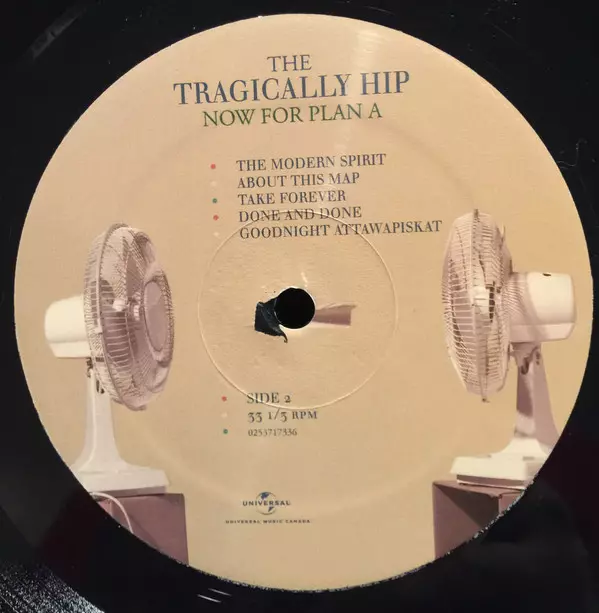 THE
TRAGICALLY HIP
NOW FOR PLAN A
THE MODERN SPIRIT
ABOUT THIS MAP
TAKE FOREVER
DONE AND DONE
GOODNIGHT ATTAWAPISKAT
SIDE 2
33 1/3 RPM
0253717336
UNIVERSAL
UNIVERSAL MUSIC CANADA